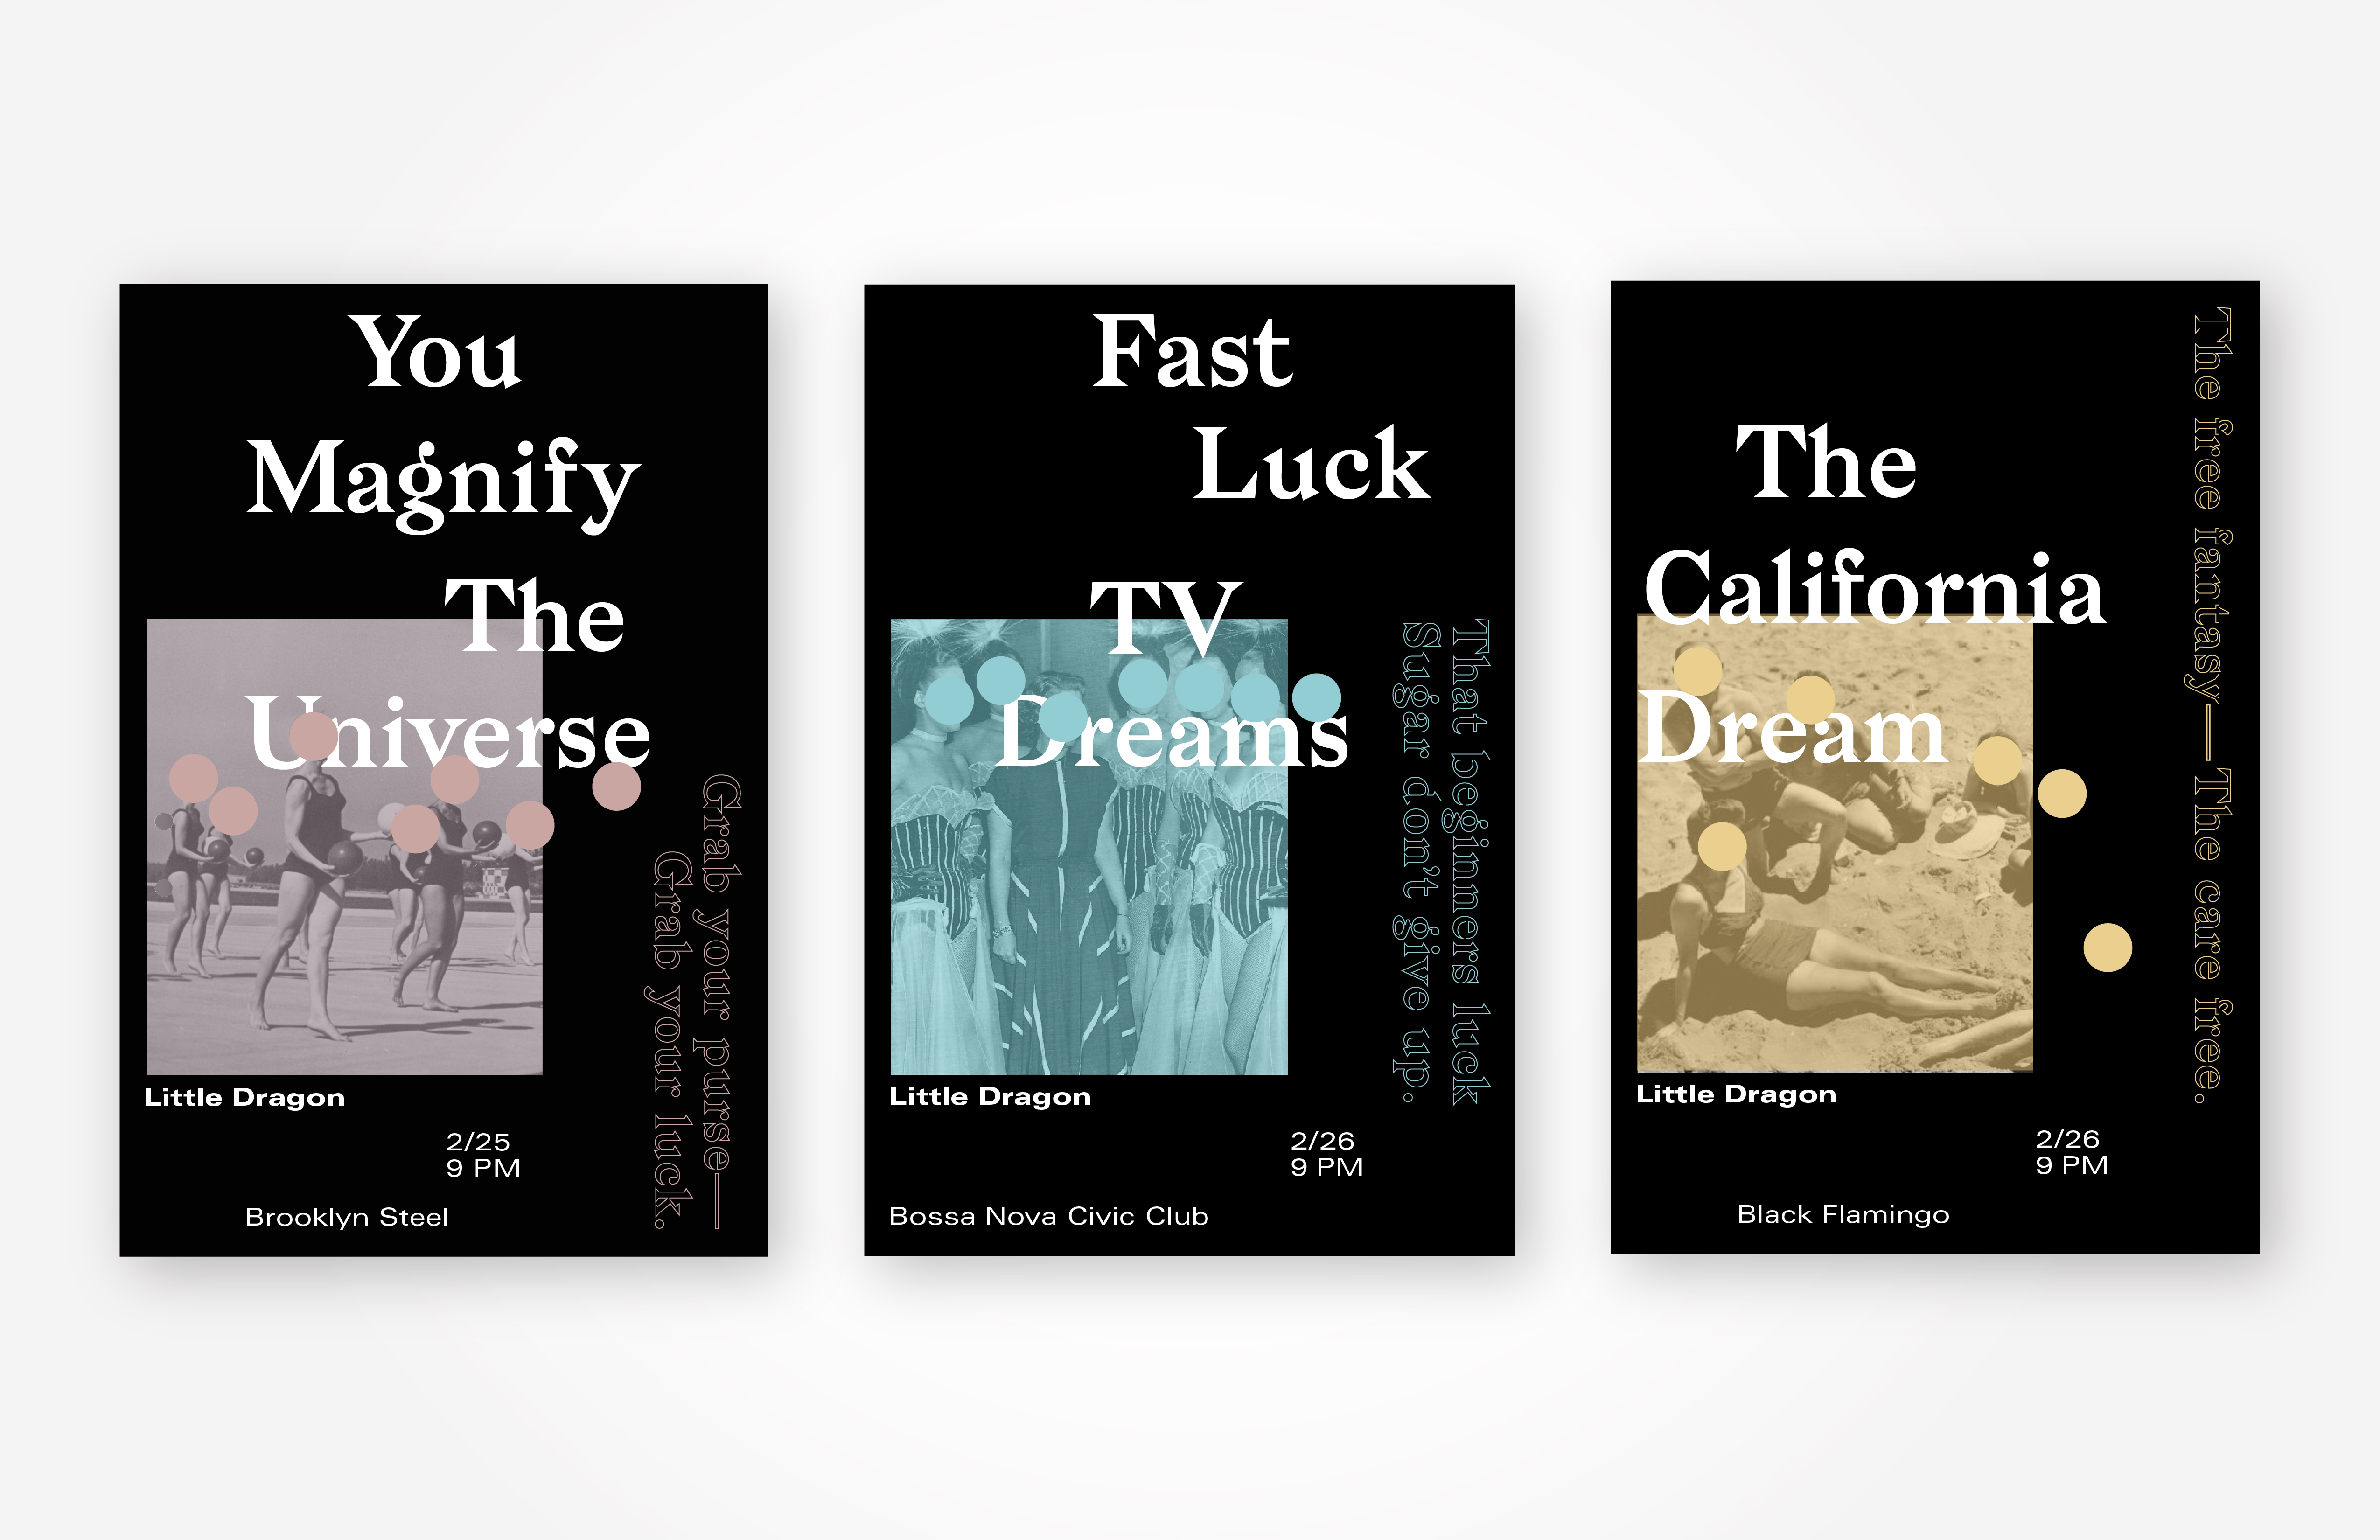 You
Magnify
The
Universe
Grab your purse—
Grab your luck.
Little Dragon
2/25
9 PM
Brooklyn Steel
Fast
Luck
TV
Dreams
That beginners luck
Sugar don't give up.
Little Dragon
2/26
9 PM
Bossa Nova Civic Club
The
California
Dream
The free fantasy—The care free.
Little Dragon
2/26
9 PM
Black Flamingo